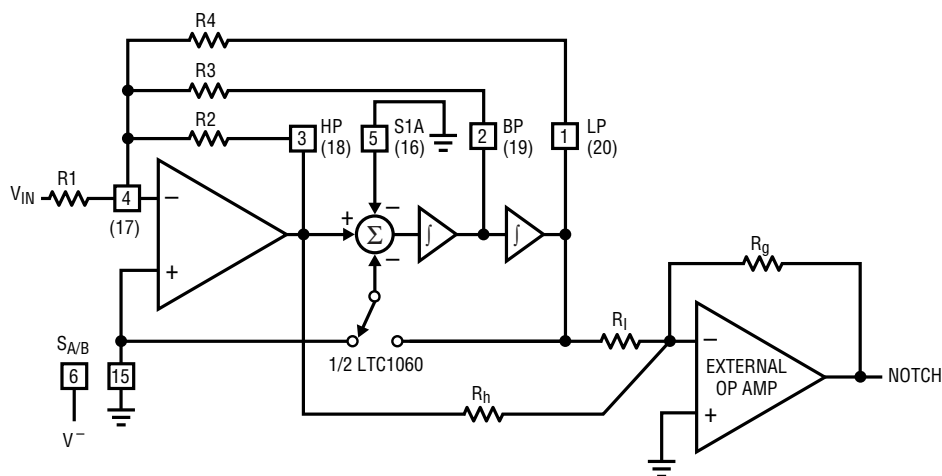 R4
R3
R2
3
HP
(18)
5
S1A
(16)
2
BP
(19)
1
LP
(20)
VIN
R1
4
(17)
−
+
+
Σ
−
−
∫
∫
SA/B
6
V−
15
1/2 LTC1060
Rl
Rh
Rg
−
+
EXTERNAL
OP AMP
NOTCH